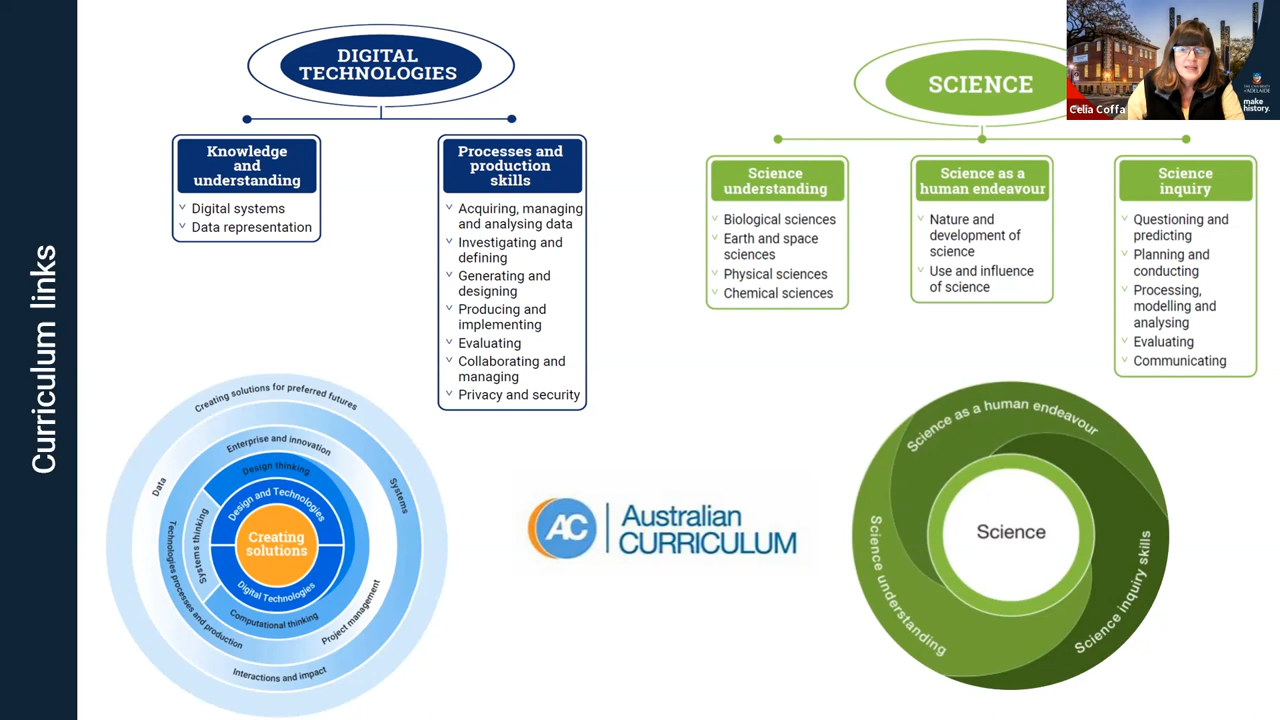 Curriculum links
DIGITAL
TECHNOLOGIES
Knowledge
and
understanding
Digital systems
Data representation
Processes and
production
skills
Acquiring, managing
and analysing data
Investigating and
defining
Generating and
designing
Producing and
implementing
Evaluating
Collaborating and
managing
Privacy and security
SCIENCE
Science
understanding
Biological sciences
Earth and space
sciences
Physical sciences
Chemical sciences
Science as a
human endeavour
Nature and
development of
science
Use and influence
of science
Science
inquiry
Questioning and
predicting
Planning and
conducting
Processing,
modelling and
analysing
Evaluating
Communicating
Celia Coffa
THE UNIVERSITY
of ADELAIDE
make
history.
Creating solutions for preferred futures
Enterprise and innovation
Design thinking
Design and Technologies
Creating
solutions
Digital Technologies
Computational thinking
Systems thinking
Technologies processes and production
Data
Systems
Project management
Interactions and impact
AC
Australian
CURRICULUM
Science as a human endeavour
Science
Science understanding
Science inquiry skills